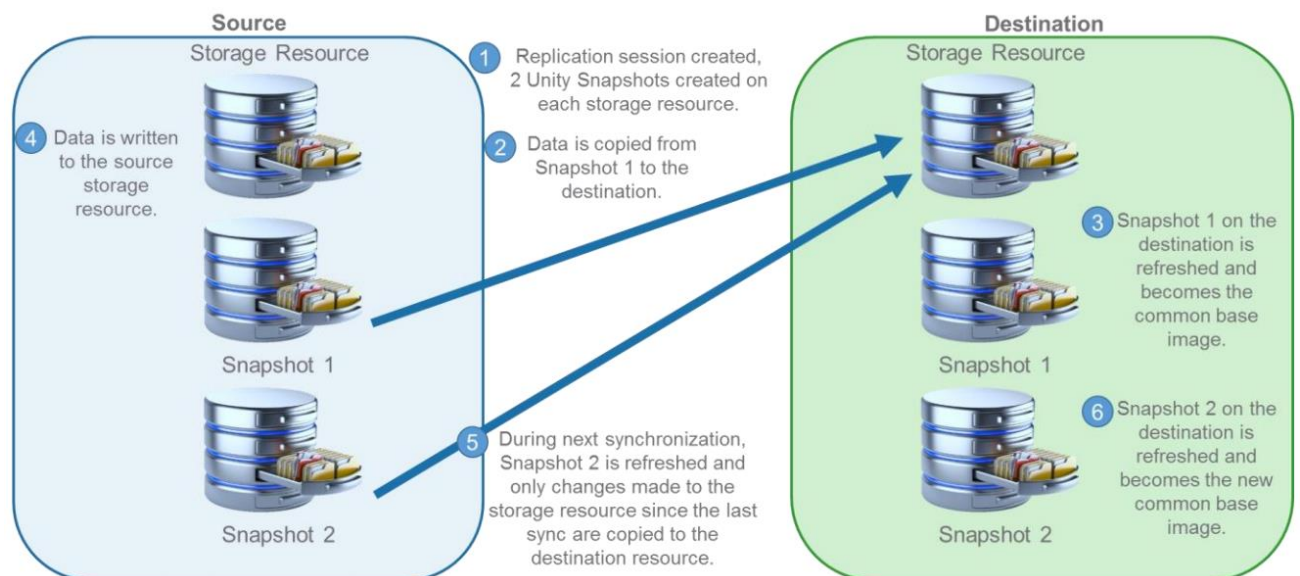 Source
Storage Resource
Destination
Storage Resource
1
Replication session created,
2 Unity Snapshots created on
each storage resource.
2
Data is copied from
Snapshot 1 to the
destination.
3
Snapshot 1 on the
destination is
refreshed and
becomes the
common base
image.
4
Data is written
to the source
storage
resource.
Snapshot 1
Snapshot 1
5
During next synchronization,
Snapshot 2 is refreshed and
only changes made to the
storage resource since the last
sync are copied to the
destination resource.
6
Snapshot 2 on the
destination is
refreshed and
becomes the new
common base
image.
Snapshot 2
Snapshot 2